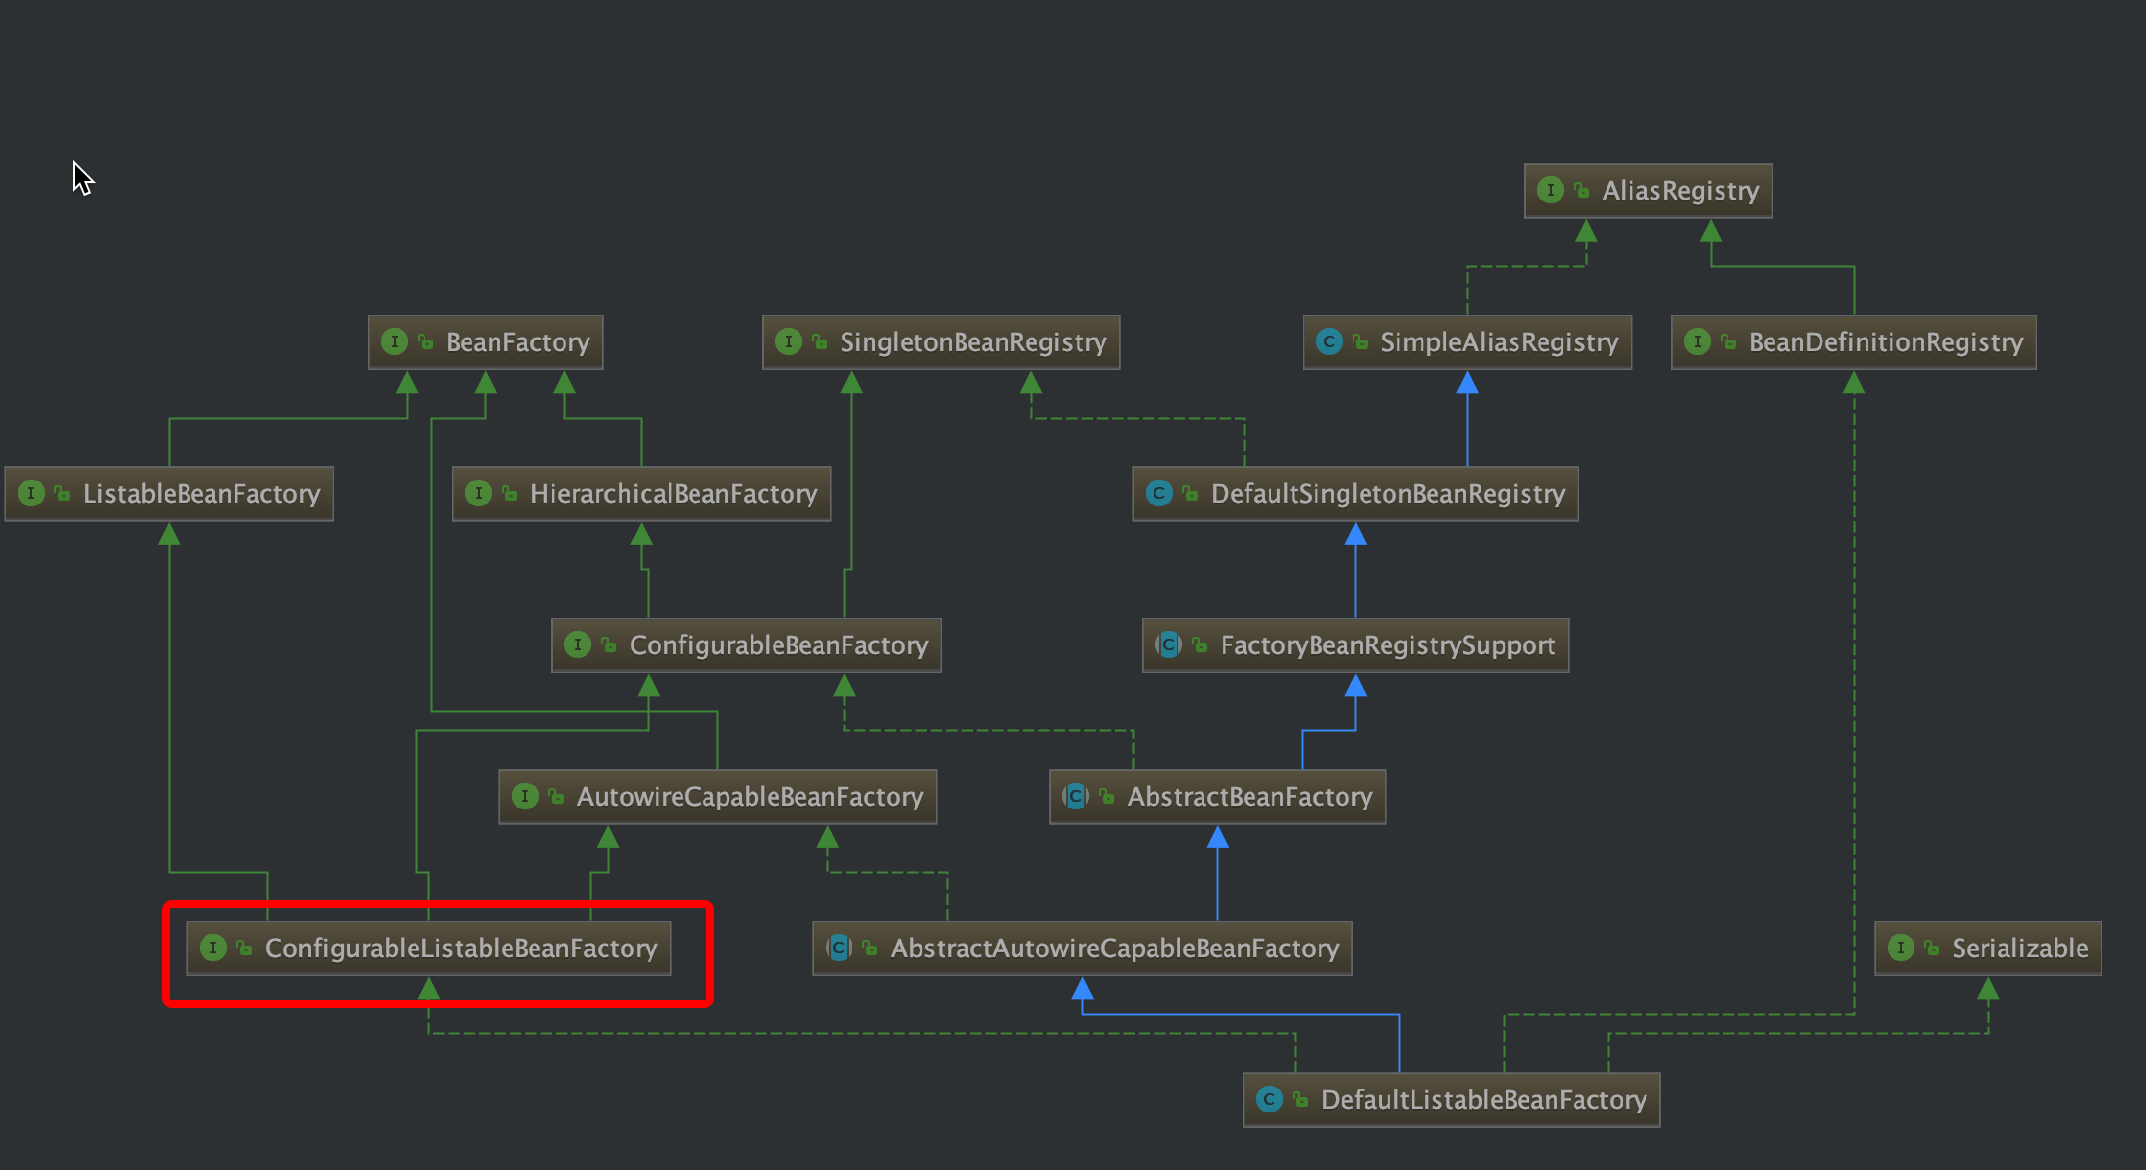 I AliasRegistry
I BeanFactory
I SingletonBeanRegistry
C SimpleAliasRegistry
I BeanDefinitionRegistry
I ListableBeanFactory
I HierarchicalBeanFactory
C DefaultSingletonBeanRegistry
I ConfigurableBeanFactory
C FactoryBeanRegistrySupport
I AutowireCapableBeanFactory
C AbstractBeanFactory
I ConfigurableListableBeanFactory
C AbstractAutowireCapableBeanFactory
I Serializable
C DefaultListableBeanFactory